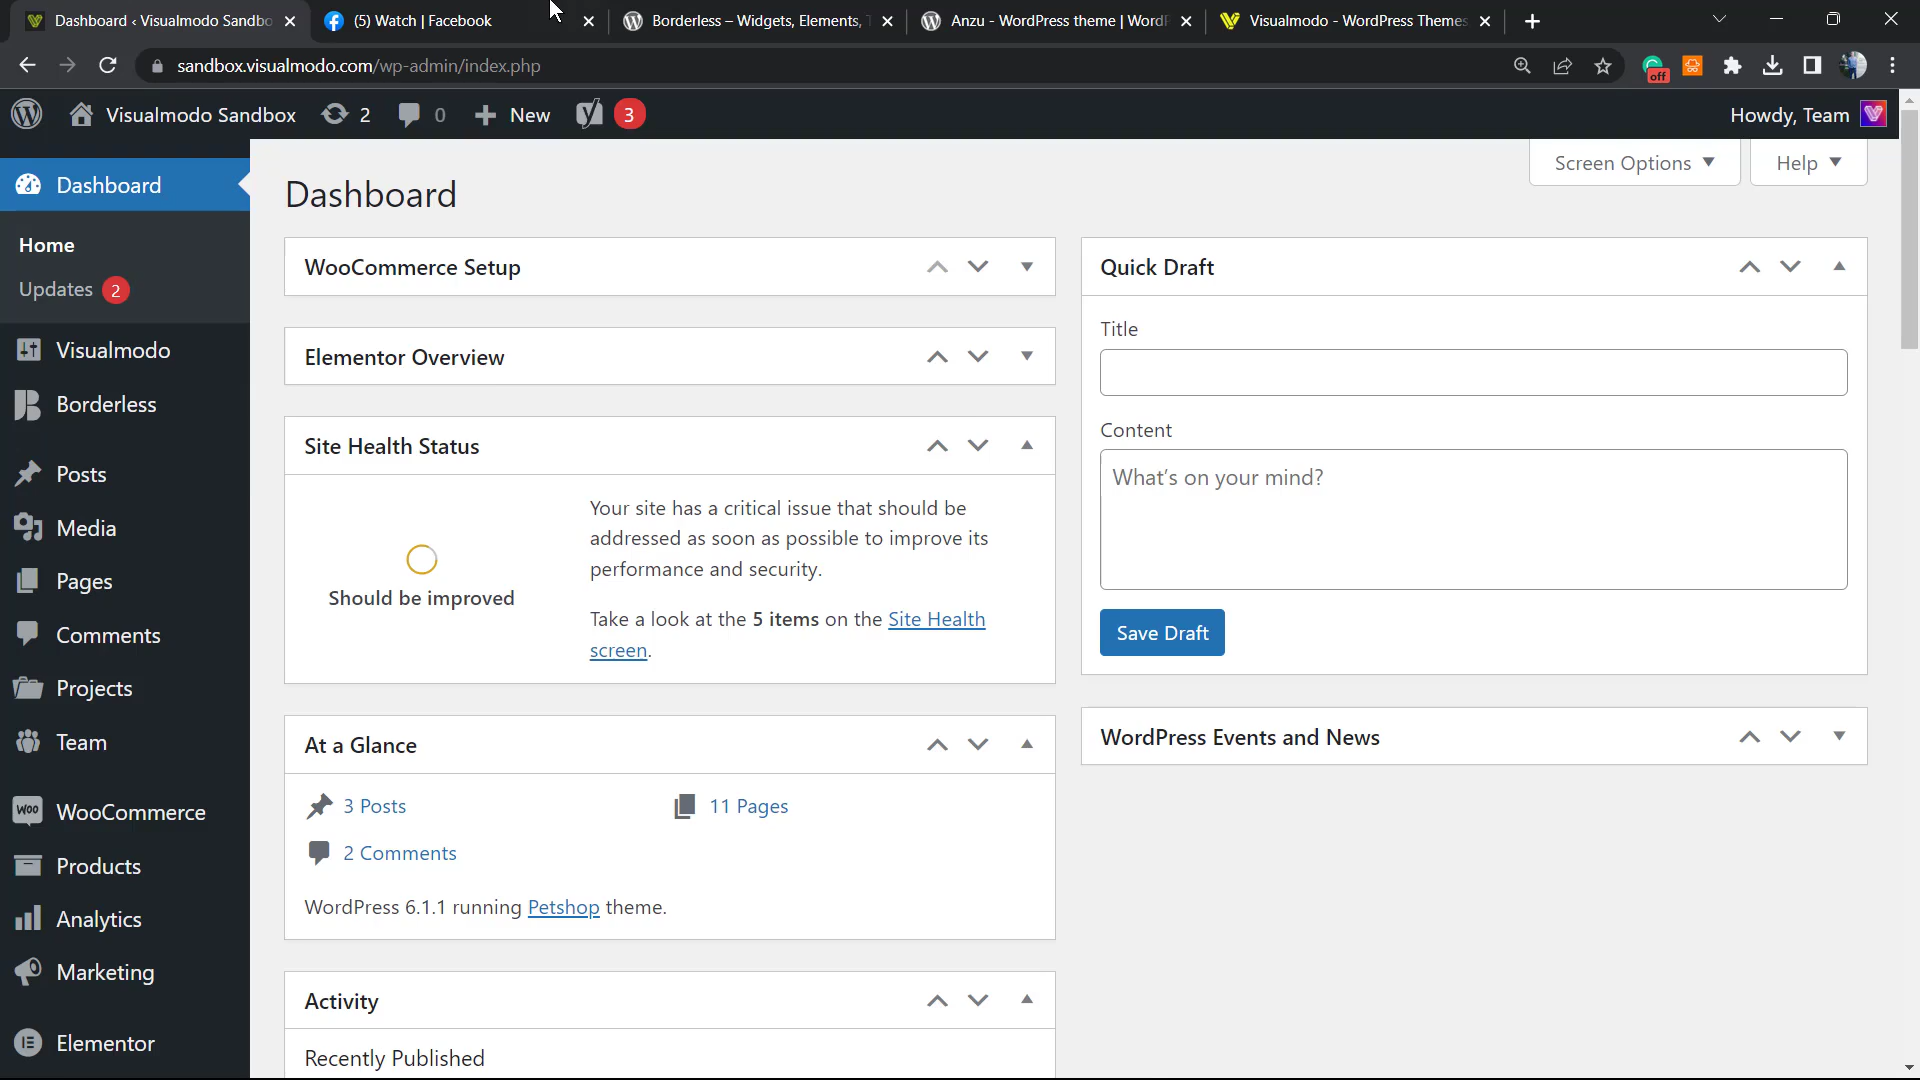 Dashboard ‹ Visualmodo Sandbo
(5) Watch | Facebook
Borderless – Widgets, Elements, T
Anzu - WordPress theme | WordP
Visualmodo - WordPress Themes
sandbox.visualmodo.com/wp-admin/index.php
off
Visualmodo Sandbox
2
0
New
3
Howdy, Team
Dashboard
Home
Updates 2
Visualmodo
Borderless
Posts
Media
Pages
Comments
Projects
Team
Woo WooCommerce
Products
Analytics
Marketing
Elementor
Screen Options
Help
Dashboard
WooCommerce Setup
Elementor Overview
Site Health Status
Should be improved
Your site has a critical issue that should be
addressed as soon as possible to improve its
performance and security.
Take a look at the 5 items on the Site Health
screen.
At a Glance
3 Posts
11 Pages
2 Comments
WordPress 6.1.1 running Petshop theme.
Activity
Recently Published
Quick Draft
Title
Content
What's on your mind?
Save Draft
WordPress Events and News